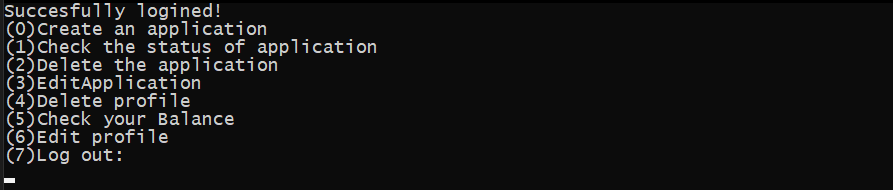 Succesfully logined!
(0)Create an application
(1)Check the status of application
(2)Delete the application
(3)EditApplication
(4)Delete profile
(5)Check your Balance
(6)Edit profile
(7)Log out: